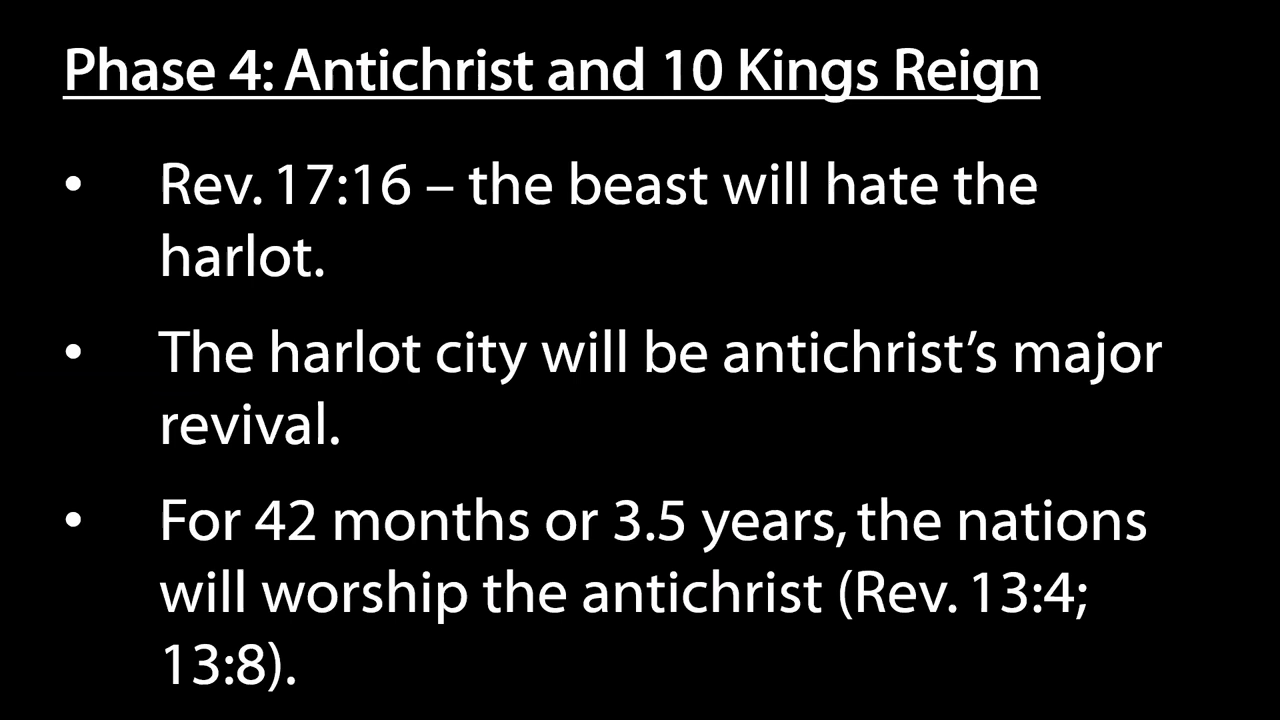 Phase 4: Antichrist and 10 Kings Reign
• Rev. 17:16 – the beast will hate the
harlot.
• The harlot city will be antichrist’s major
revival.
• For 42 months or 3.5 years, the nations
will worship the antichrist (Rev. 13:4;
13:8).